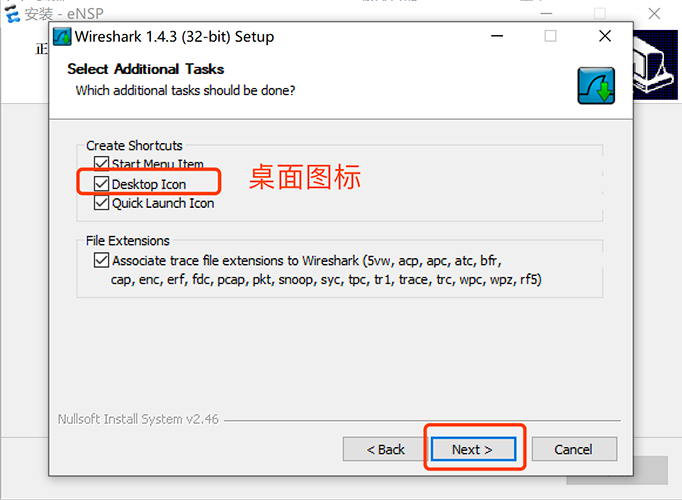 安装 - eNSP
正
Wireshark 1.4.3 (32-bit) Setup
Select Additional Tasks
Which additional tasks should be done?
Create Shortcuts
Start Menu Item
Desktop Icon
桌面图标
Quick Launch Icon
File Extensions
Associate trace file extensions to Wireshark (5vw, acp, apc, atc, bfr,
cap, enc, erf, fdc, pcap, pkt, snoop, syc, tpc, tr1, trace, trc, wpc, wpz, rf5)
Nullsoft Install System v2.46
< Back
Next >
Cancel